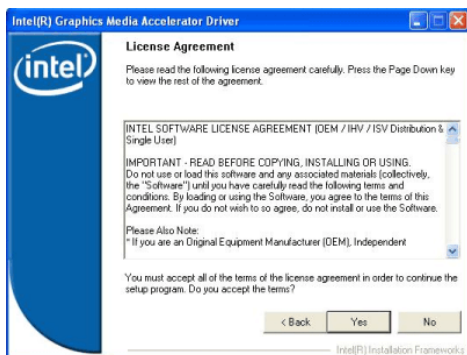 Intel(R) Graphics Media Accelerator Driver
intel
License Agreement
Please read the following license agreement carefully. Press the Page Down key
to view the rest of the agreement.
INTEL SOFTWARE LICENSE AGREEMENT (OEM / IHV / ISV Distribution &
Single User)
IMPORTANT - READ BEFORE COPYING, INSTALLING OR USING.
Do not use or load this software and any associated materials (collectively,
the "Software") until you have carefully read the following terms and
conditions. By loading or using the Software, you agree to the terms of this
Agreement. If you do not wish to so agree, do not install or use the Software.
Please Also Note:
* If you are an Original Equipment Manufacturer (OEM), Independent
You must accept all of the terms of the license agreement in order to continue the
setup program. Do you accept the terms?
< Back Yes No
Intel(R) Installation Frameworks